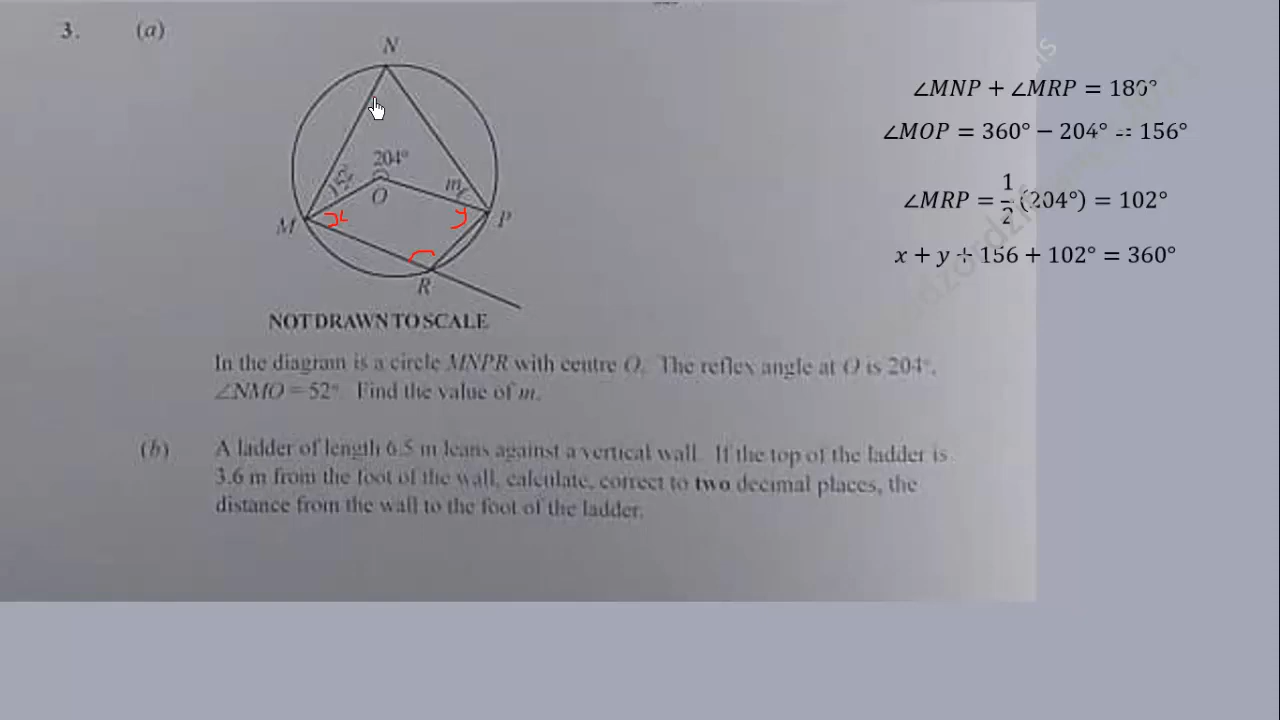 3. (a)
N
204°
52°
m
O
M
P
R
x
y
NOT DRAWN TO SCALE
In the diagram is a circle MNPR with centre O. The reflex angle at O is 204°,
∠NMO = 52°. Find the value of m.
(b) A ladder of length 6.5 m leans against a vertical wall. If the top of the ladder is
3.6 m from the foot of the wall, calculate, correct to two decimal places, the
distance from the wall to the foot of the ladder.
∠MNP + ∠MRP = 180°
∠MOP = 360° − 204° = 156°
∠MRP = 1/2 (204°) = 102°
x + y + 156 + 102° = 360°